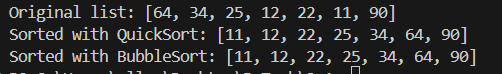 Original list: [64, 34, 25, 12, 22, 11, 90]
Sorted with QuickSort: [11, 12, 22, 25, 34, 64, 90]
Sorted with BubbleSort: [11, 12, 22, 25, 34, 64, 90]